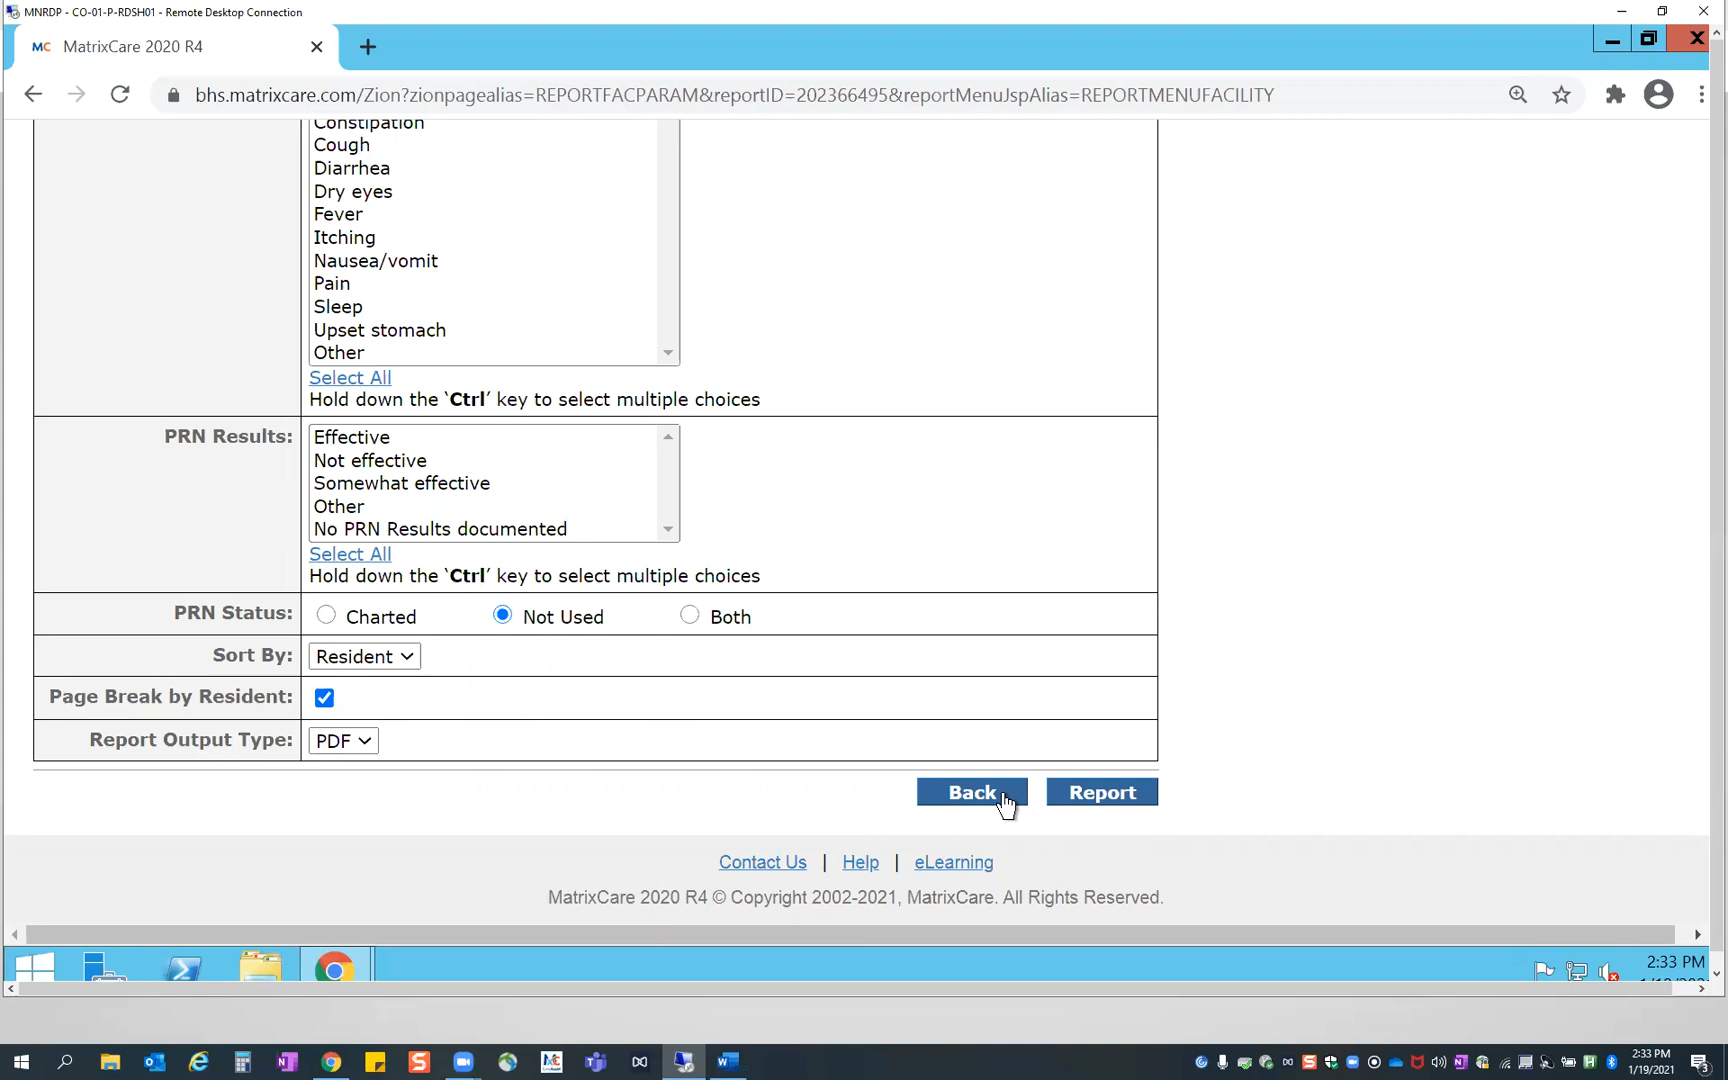 MNRDP - CO-01-P-RDSH01 - Remote Desktop Connection
MC MatrixCare 2020 R4
bhs.matrixcare.com/Zion?zionpagealias=REPORTFACPARAM&reportID=202366495&reportMenuJspAlias=REPORTMENUFACILITY
Constipation
Cough
Diarrhea
Dry eyes
Fever
Itching
Nausea/vomit
Pain
Sleep
Upset stomach
Other
Select All
Hold down the ‘Ctrl’ key to select multiple choices
PRN Results:
Effective
Not effective
Somewhat effective
Other
No PRN Results documented
Select All
Hold down the ‘Ctrl’ key to select multiple choices
PRN Status: Charted Not Used Both
Sort By: Resident
Page Break by Resident:
Report Output Type: PDF
Back Report
Contact Us | Help | eLearning
MatrixCare 2020 R4 © Copyright 2002-2021, MatrixCare. All Rights Reserved.
2:33 PM
2:33 PM
1/19/2021